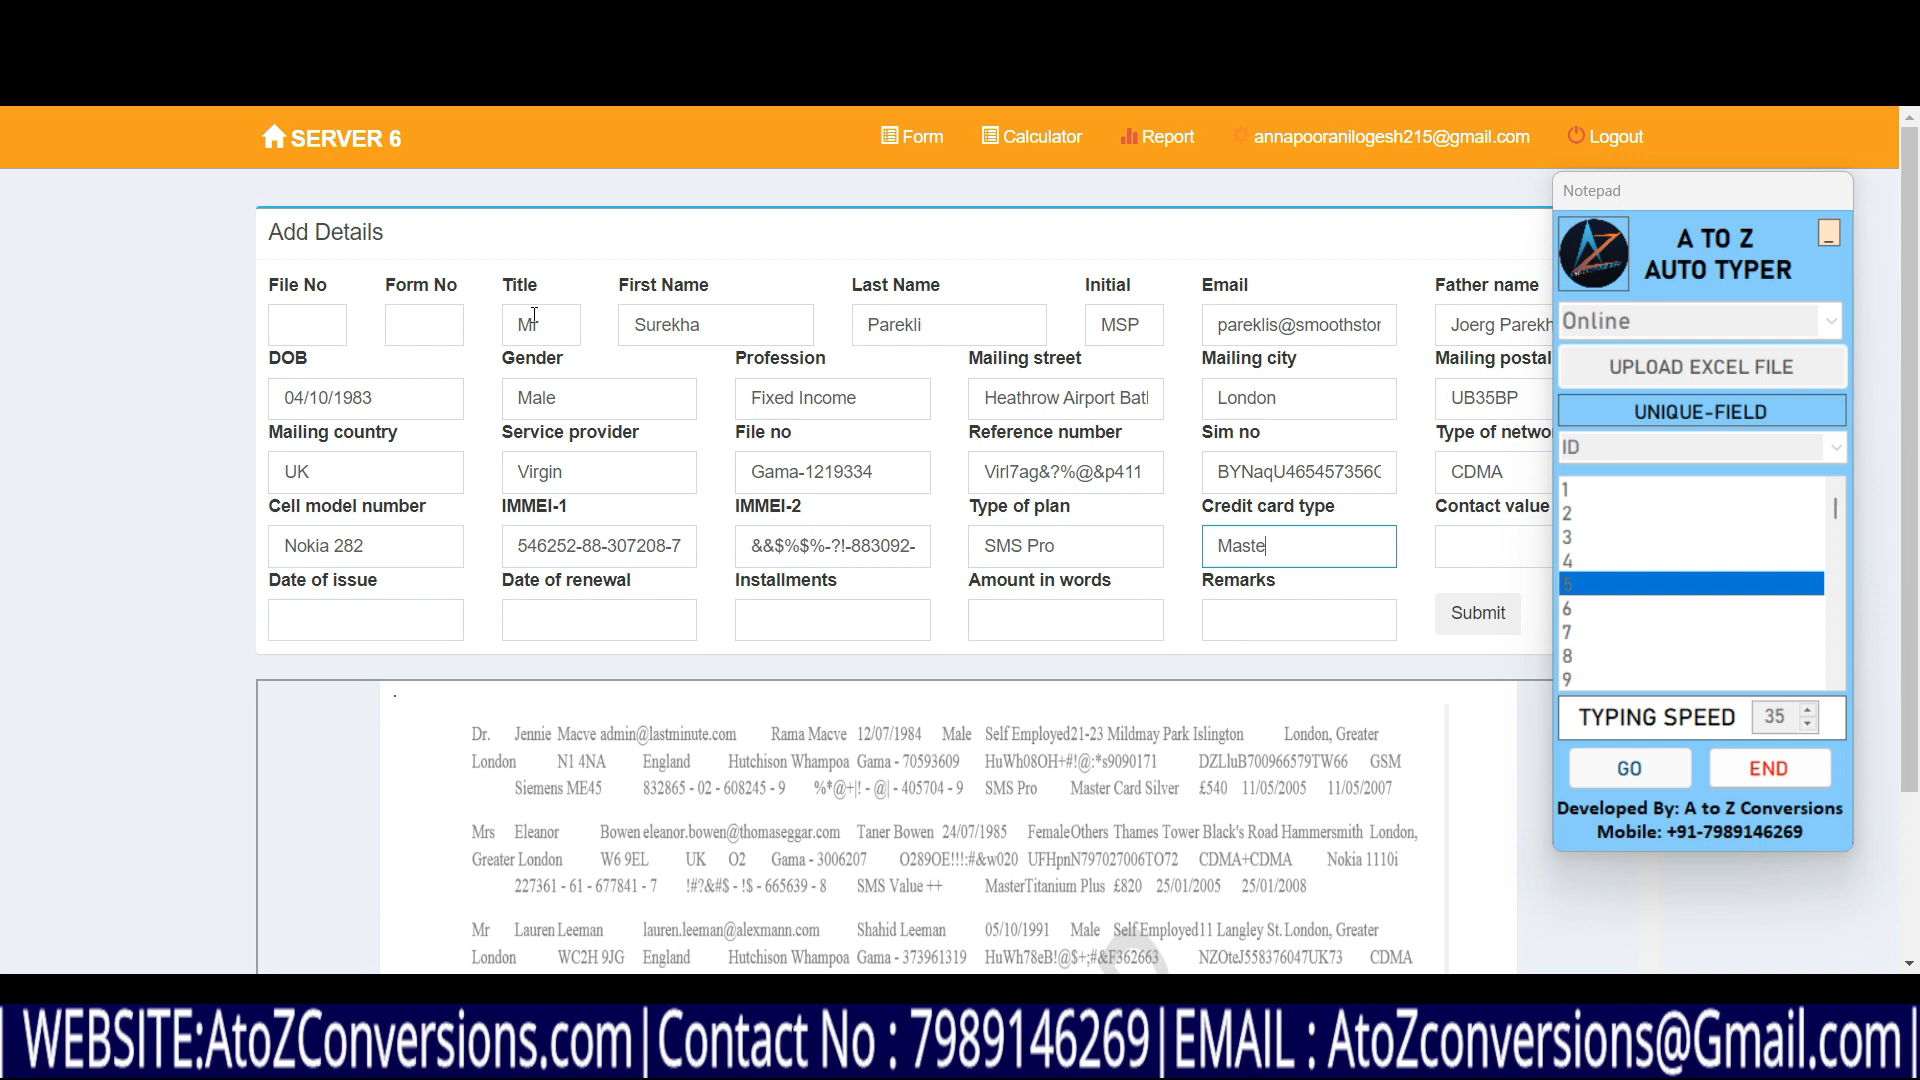 SERVER 6 Form Calculator Report annapooranilogesh215@gmail.com Logout
Notepad
A TO Z
AUTO TYPER
_
Online
UPLOAD EXCEL FILE
UNIQUE-FIELD
ID
1
2
3
4
5
6
7
8
9
TYPING SPEED 35
GO END
Developed By: A to Z Conversions
Mobile: +91-7989146269
Add Details
File No Form No Title First Name Last Name Initial Email Father name
Mr Surekha Parekli MSP pareklis@smoothstor Joerg Parekh
DOB Gender Profession Mailing street Mailing city Mailing postal
04/10/1983 Male Fixed Income Heathrow Airport Bat London UB35BP
Mailing country Service provider File no Reference number Sim no Type of netwo
UK Virgin Gama-1219334 Virl7ag&?%@&p411 BYNaqU465457356C CDMA
Cell model number IMMEI-1 IMMEI-2 Type of plan Credit card type Contact value
Nokia 282 546252-88-307208-7 &&$%$%-?!-883092- SMS Pro Maste
Date of issue Date of renewal Installments Amount in words Remarks
Submit
Dr. Jennie Macve admin@lastminute.com Rama Macve 12/07/1984 Male Self Employed21-23 Mildmay Park Islington London, Greater
London N1 4NA England Hutchison Whampoa Gama - 70593609 HuWh08OH+#!@:*s9090171 DZLluB700966579TW66 GSM
Siemens ME45 832865 - 02 - 608245 - 9 %*@+|! - @| - 405704 - 9 SMS Pro Master Card Silver £540 11/05/2005 11/05/2007
Mrs Eleanor Bowen eleanor.bowen@thomaseggar.com Taner Bowen 24/07/1985 FemaleOthers Thames Tower Black's Road Hammersmith London,
Greater London W6 9EL UK O2 Gama - 3006207 O289OE!!!:#&w020 UFHpnN797027006TO72 CDMA+CDMA Nokia 1110i
227361 - 61 - 677841 - 7 !#?&#$ - !$ - 665639 - 8 SMS Value ++ MasterTitanium Plus £820 25/01/2005 25/01/2008
Mr Lauren Leeman lauren.leeman@alexmann.com Shahid Leeman 05/10/1991 Male Self Employed11 Langley St. London, Greater
London WC2H 9JG England Hutchison Whampoa Gama - 373961319 HuWh78eB!@$+;#&F362663 NZOteJ558376047UK73 CDMA
| WEBSITE:AtoZConversions.com|Contact No : 7989146269|EMAIL : AtoZconversions@Gmail.com|